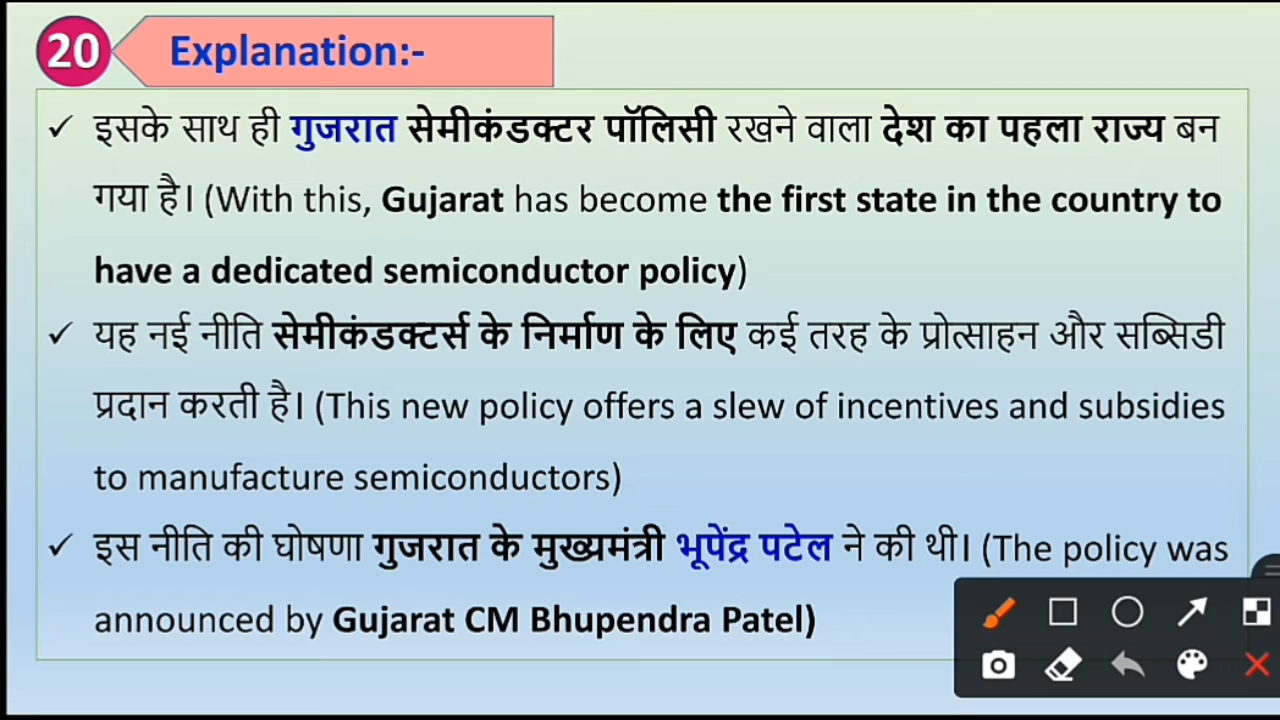 20 Explanation:-
✓ इसके साथ ही गुजरात सेमीकंडक्टर पॉलिसी रखने वाला देश का पहला राज्य बन
गया है। (With this, Gujarat has become the first state in the country to
have a dedicated semiconductor policy)
✓ यह नई नीति सेमीकंडक्टर्स के निर्माण के लिए कई तरह के प्रोत्साहन और सब्सिडी
प्रदान करती है। (This new policy offers a slew of incentives and subsidies
to manufacture semiconductors)
✓ इस नीति की घोषणा गुजरात के मुख्यमंत्री भूपेंद्र पटेल ने की थी। (The policy was
announced by Gujarat CM Bhupendra Patel)